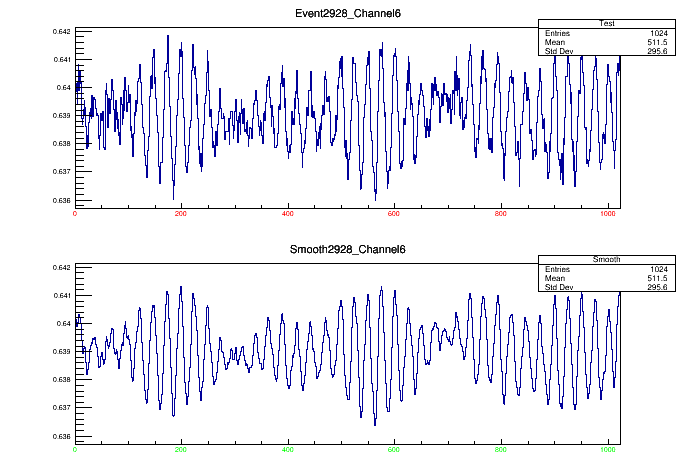 Event2928_Channel6
Test
Entries 1024
Mean 511.5
Std Dev 295.6
0.642
0.641
0.64
0.639
0.638
0.637
0.636
0 200 400 600 800 1000
Smooth2928_Channel6
Smooth
Entries 1024
Mean 511.5
Std Dev 295.6
0.642
0.641
0.64
0.639
0.638
0.637
0.636
0 200 400 600 800 1000